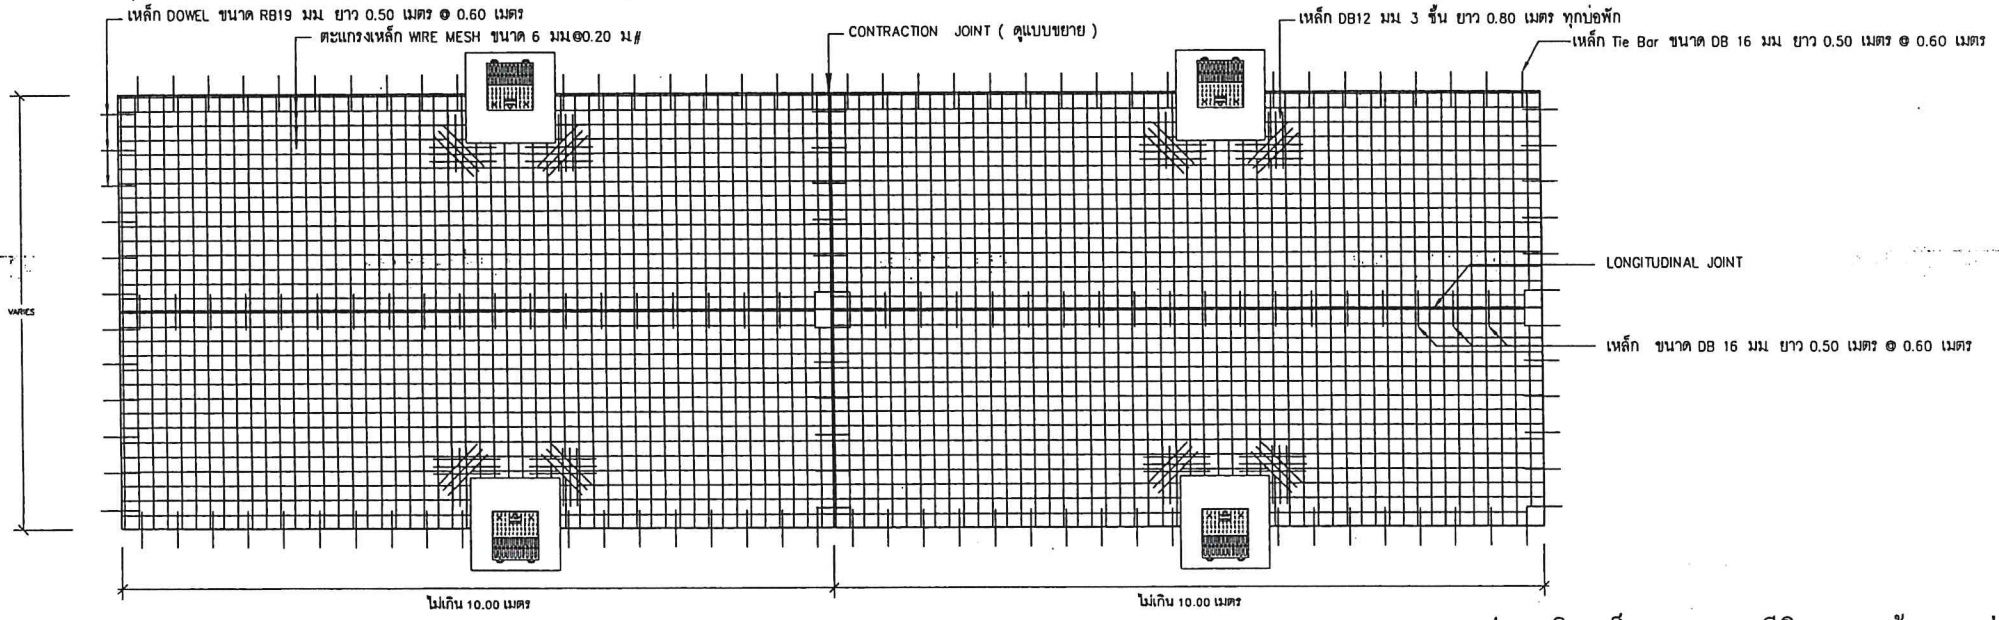 เหล็ก DOWEL ขนาด RB19 มม. ยาว 0.50 เมตร @ 0.60 เมตร
ตะแกรงเหล็ก WIRE MESH ขนาด 6 มม.@0.20 ม.#
CONTRACTION JOINT ( ดูแบบขยาย )
เหล็ก DB12 มม. 3 ชั้น ยาว 0.80 เมตร ทุกบ่อพัก
เหล็ก Tie Bar ขนาด DB 16 มม. ยาว 0.50 เมตร @ 0.60 เมตร
LONGITUDINAL JOINT
VARIES
เหล็ก ขนาด DB 16 มม. ยาว 0.50 เมตร @ 0.60 เมตร
ไม่เกิน 10.00 เมตร
ไม่เกิน 10.00 เมตร